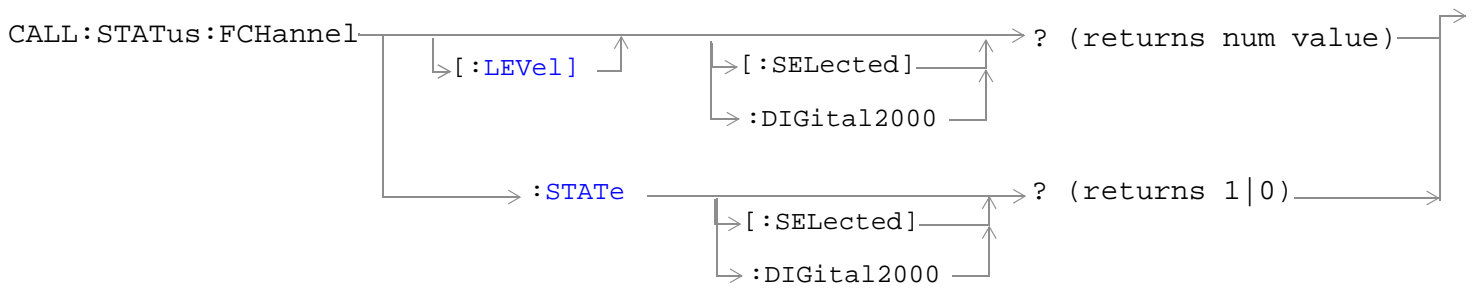 CALL:STATus:FCHannel ? (returns num value)
[:LEVel] [:SELected]
:DIGital2000
:STATe ? (returns 1|0)
[:SELected]
:DIGital2000